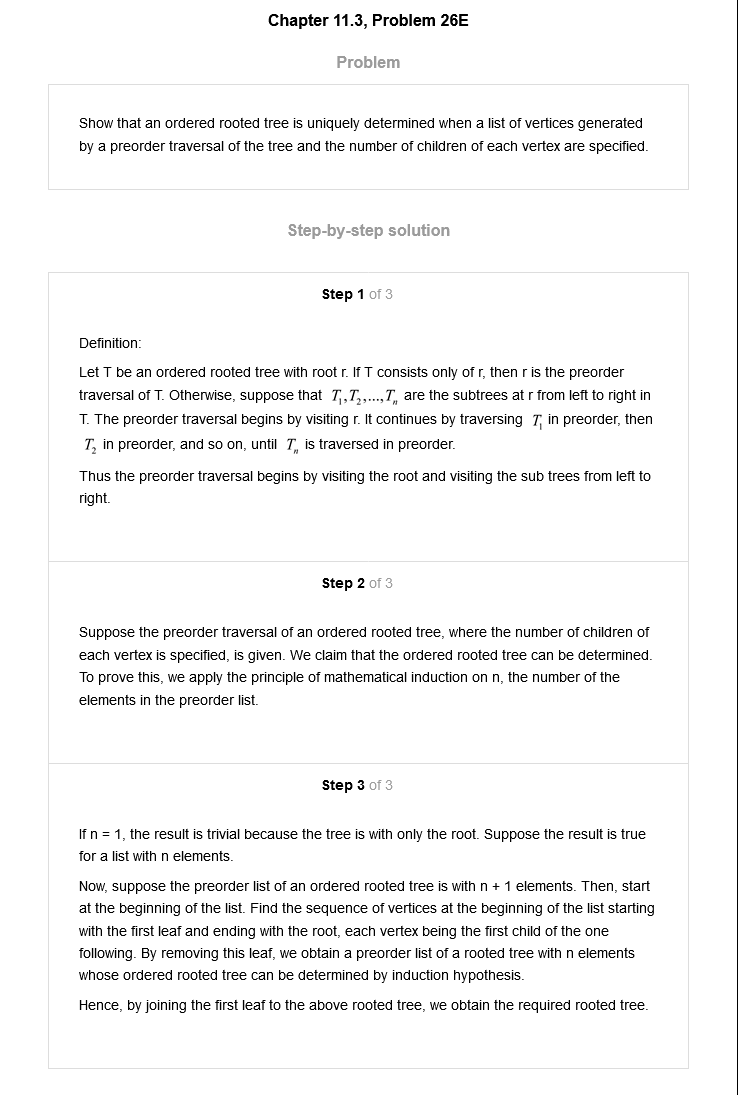 Chapter 11.3, Problem 26E
Problem
Show that an ordered rooted tree is uniquely determined when a list of vertices generated
by a preorder traversal of the tree and the number of children of each vertex are specified.
Step-by-step solution
Step 1 of 3
Definition:
Let T be an ordered rooted tree with root r. If T consists only of r, then r is the preorder
traversal of T. Otherwise, suppose that T₁,T₂,...,Tₙ are the subtrees at r from left to right in
T. The preorder traversal begins by visiting r. It continues by traversing T₁ in preorder, then
T₂ in preorder, and so on, until Tₙ is traversed in preorder.
Thus the preorder traversal begins by visiting the root and visiting the sub trees from left to
right.
Step 2 of 3
Suppose the preorder traversal of an ordered rooted tree, where the number of children of
each vertex is specified, is given. We claim that the ordered rooted tree can be determined.
To prove this, we apply the principle of mathematical induction on n, the number of the
elements in the preorder list.
Step 3 of 3
If n = 1, the result is trivial because the tree is with only the root. Suppose the result is true
for a list with n elements.
Now, suppose the preorder list of an ordered rooted tree is with n + 1 elements. Then, start
at the beginning of the list. Find the sequence of vertices at the beginning of the list starting
with the first leaf and ending with the root, each vertex being the first child of the one
following. By removing this leaf, we obtain a preorder list of a rooted tree with n elements
whose ordered rooted tree can be determined by induction hypothesis.
Hence, by joining the first leaf to the above rooted tree, we obtain the required rooted tree.